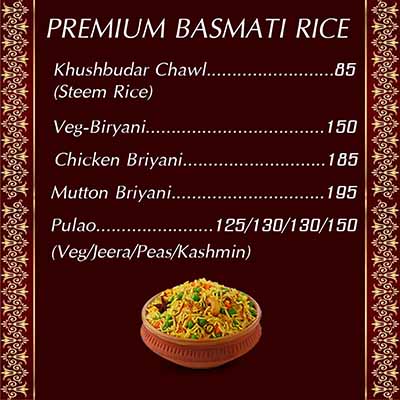 PREMIUM BASMATI RICE
Khushbudar Chawl........................85
(Steem Rice)
Veg-Biryani..................................150
Chicken Briyani...........................185
Mutton Briyani.............................195
Pulao......................125/130/130/150
(Veg/Jeera/Peas/Kashmin)